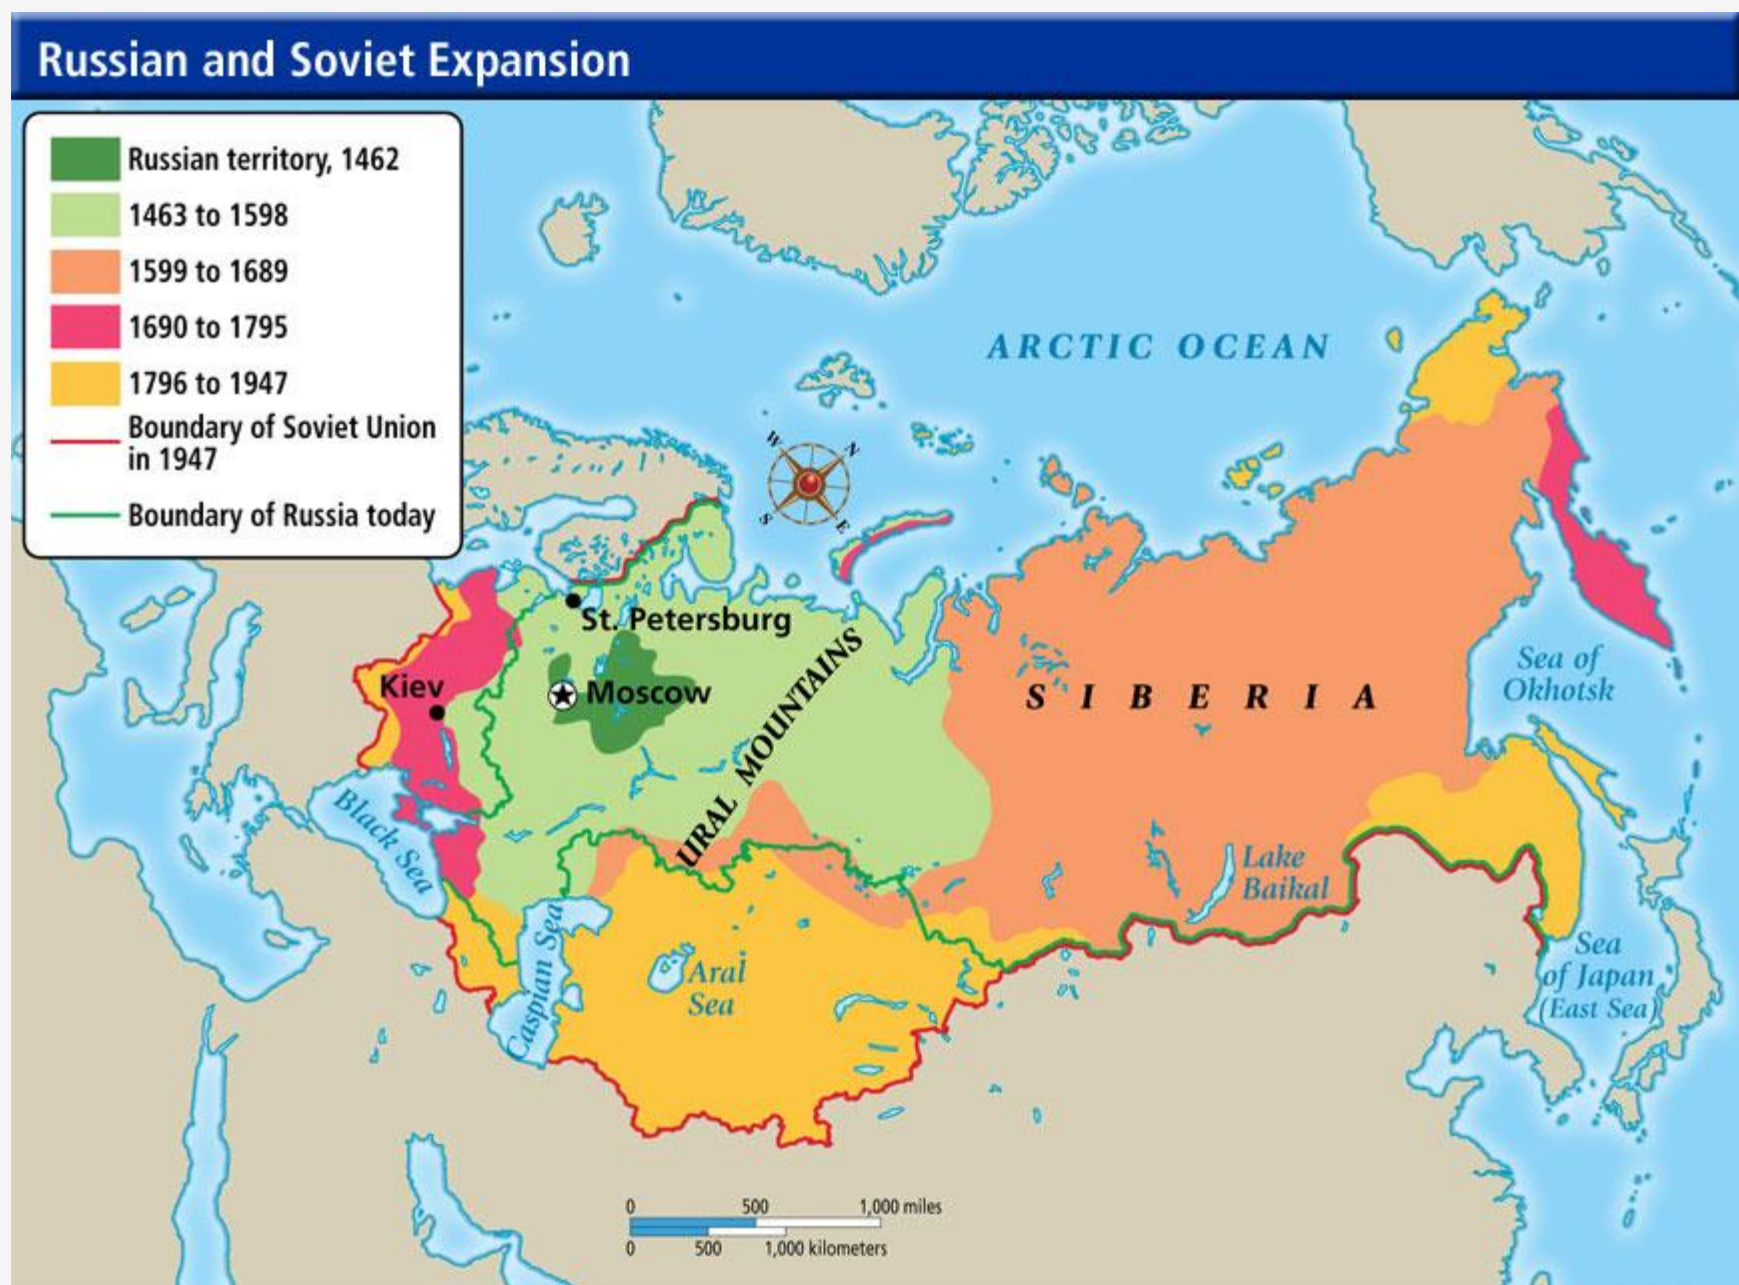 Russian and Soviet Expansion
Russian territory, 1462
1463 to 1598
1599 to 1689
1690 to 1795
1796 to 1947
Boundary of Soviet Union
in 1947
Boundary of Russia today
ARCTIC OCEAN
W
N
S
E
St. Petersburg
Kiev
Moscow
URAL MOUNTAINS
SIBERIA
Sea of
Okhotsk
Black Sea
Lake
Baikal
Caspian Sea
Aral
Sea
Sea
of Japan
(East Sea)
0 500 1,000 miles
0 500 1,000 kilometers